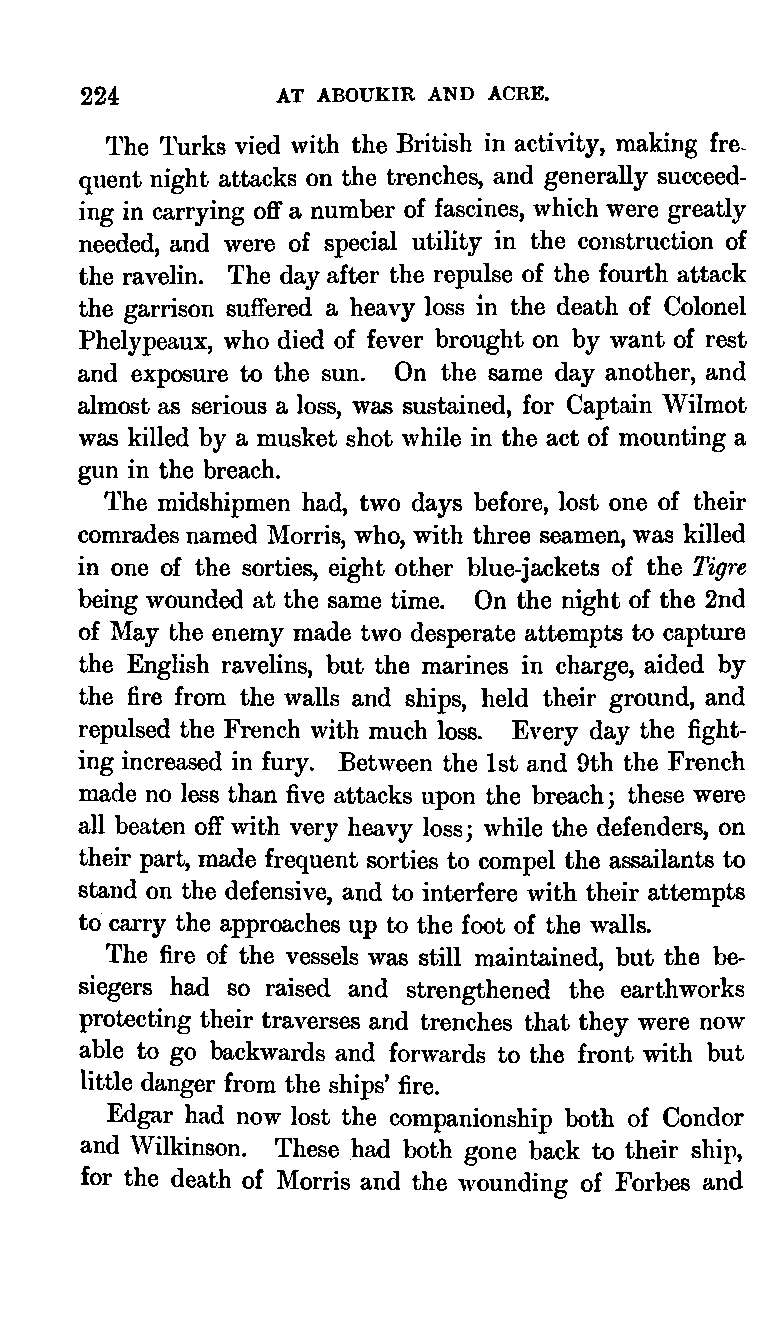 224 AT ABOUKIR AND ACRE.
The Turks vied with the British in activity, making fre-
quent night attacks on the trenches, and generally succeed-
ing in carrying off a number of fascines, which were greatly
needed, and were of special utility in the construction of
the ravelin. The day after the repulse of the fourth attack
the garrison suffered a heavy loss in the death of Colonel
Phelypeaux, who died of fever brought on by want of rest
and exposure to the sun. On the same day another, and
almost as serious a loss, was sustained, for Captain Wilmot
was killed by a musket shot while in the act of mounting a
gun in the breach.
The midshipmen had, two days before, lost one of their
comrades named Morris, who, with three seamen, was killed
in one of the sorties, eight other blue-jackets of the Tigre
being wounded at the same time. On the night of the 2nd
of May the enemy made two desperate attempts to capture
the English ravelins, but the marines in charge, aided by
the fire from the walls and ships, held their ground, and
repulsed the French with much loss. Every day the fight-
ing increased in fury. Between the 1st and 9th the French
made no less than five attacks upon the breach; these were
all beaten off with very heavy loss; while the defenders, on
their part, made frequent sorties to compel the assailants to
stand on the defensive, and to interfere with their attempts
to carry the approaches up to the foot of the walls.
The fire of the vessels was still maintained, but the be-
siegers had so raised and strengthened the earthworks
protecting their traverses and trenches that they were now
able to go backwards and forwards to the front with but
little danger from the ships' fire.
Edgar had now lost the companionship both of Condor
and Wilkinson. These had both gone back to their ship,
for the death of Morris and the wounding of Forbes and